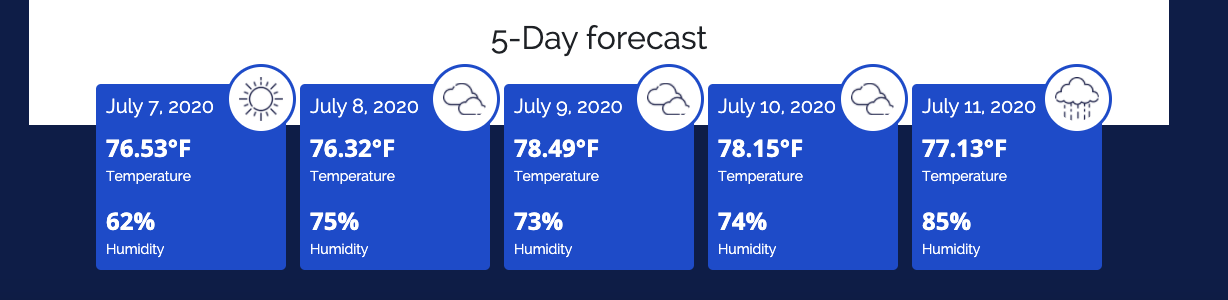 5-Day forecast
July 7, 2020
76.53°F
Temperature
62%
Humidity
July 8, 2020
76.32°F
Temperature
75%
Humidity
July 9, 2020
78.49°F
Temperature
73%
Humidity
July 10, 2020
78.15°F
Temperature
74%
Humidity
July 11, 2020
77.13°F
Temperature
85%
Humidity